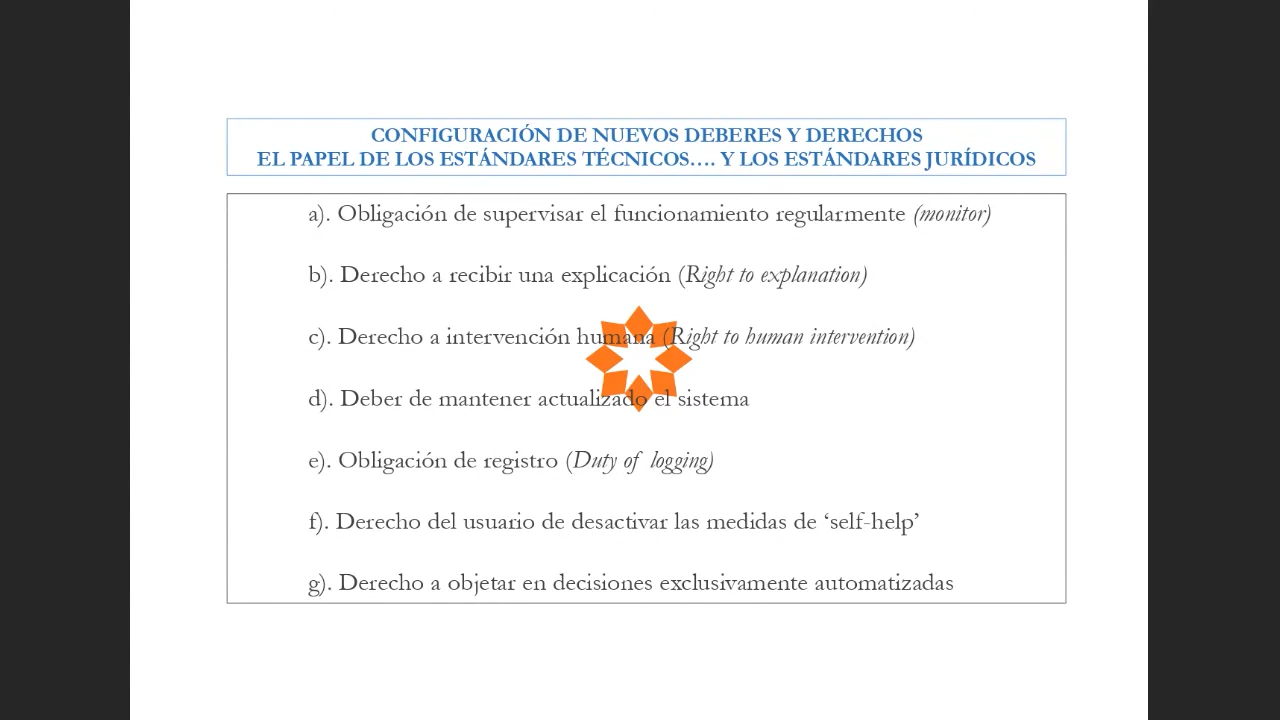 CONFIGURACIÓN DE NUEVOS DEBERES Y DERECHOS
EL PAPEL DE LOS ESTÁNDARES TÉCNICOS…. Y LOS ESTÁNDARES JURÍDICOS
a). Obligación de supervisar el funcionamiento regularmente (monitor)
b). Derecho a recibir una explicación (Right to explanation)
c). Derecho a intervención humana (Right to human intervention)
d). Deber de mantener actualizado el sistema
e). Obligación de registro (Duty of logging)
f). Derecho del usuario de desactivar las medidas de ‘self-help’
g). Derecho a objetar en decisiones exclusivamente automatizadas